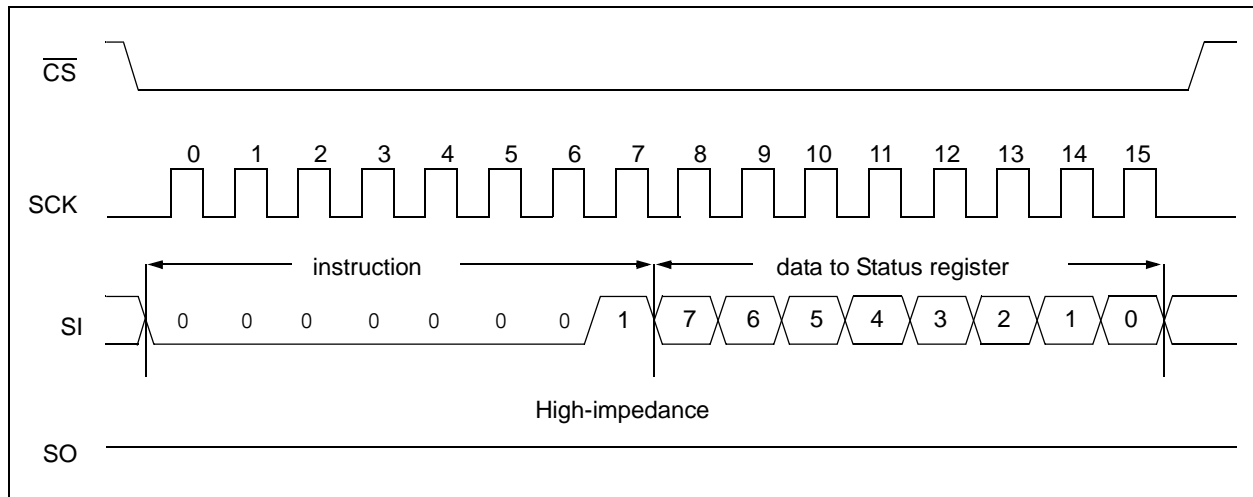 CS
0 1 2 3 4 5 6 7 8 9 10 11 12 13 14 15
SCK
instruction data to Status register
SI 0 0 0 0 0 0 0 1 7 6 5 4 3 2 1 0
High-impedance
SO